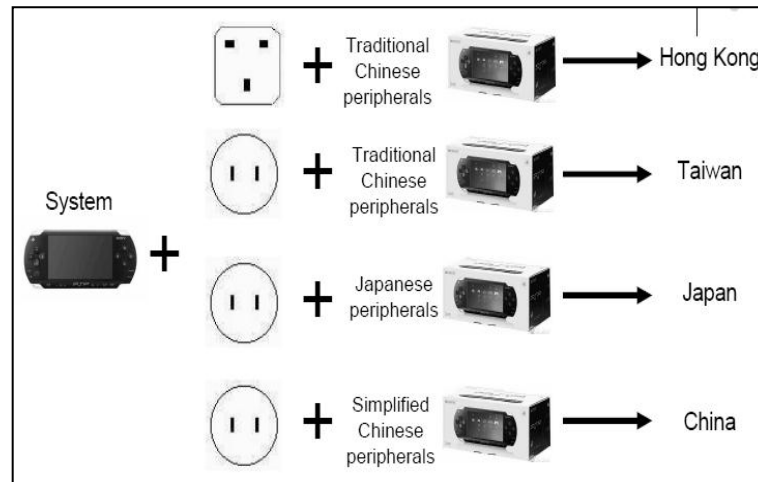 Traditional
Chinese
peripherals
Hong Kong
Traditional
Chinese
peripherals
Taiwan
System
Japanese
peripherals
Japan
Simplified
Chinese
peripherals
China